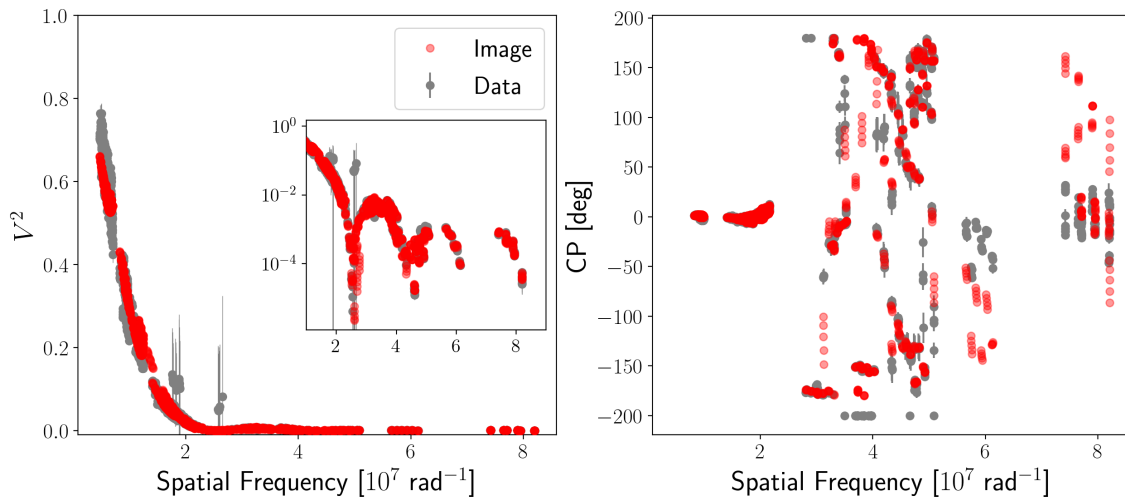 1.0
0.8
0.6
0.4
0.2
0.0
V²
2 4 6 8
Spatial Frequency [10⁷ rad⁻¹]
Image
Data
10⁰
10⁻²
10⁻⁴
2 4 6 8
200
150
100
50
0
−50
−100
−150
−200
CP [deg]
2 4 6 8
Spatial Frequency [10⁷ rad⁻¹]